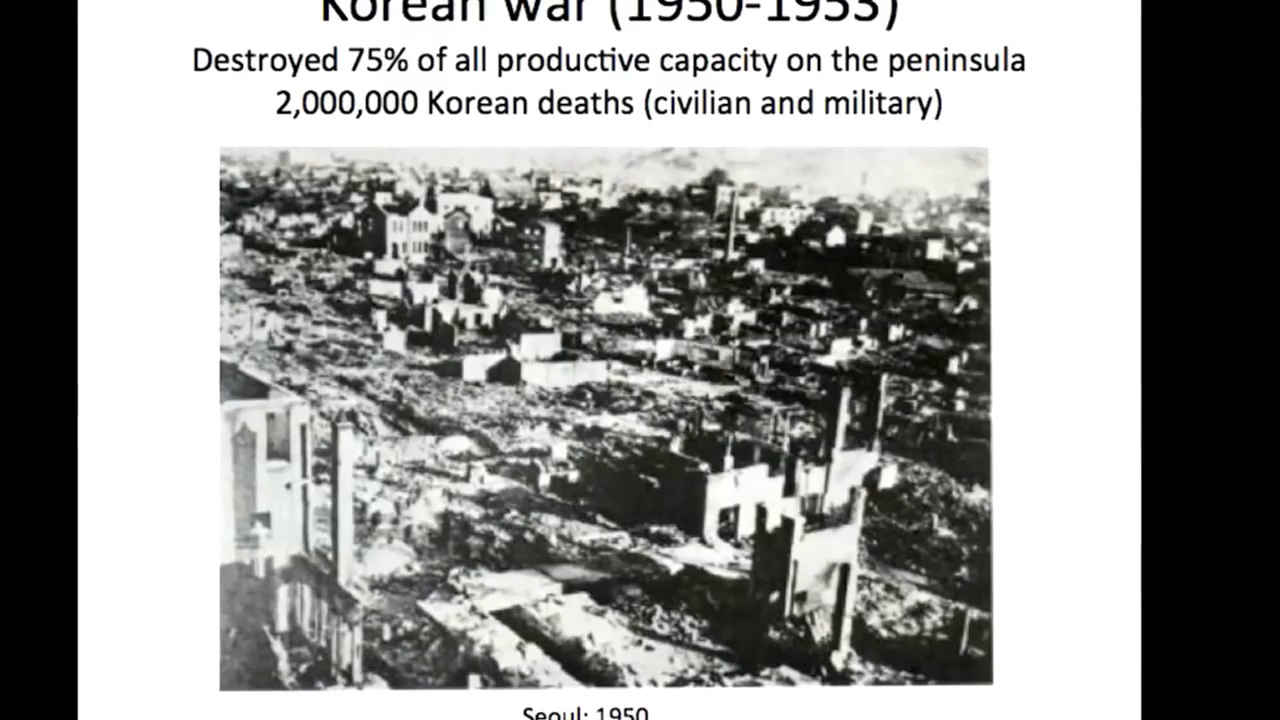 Korean war (1950-1953)
Destroyed 75% of all productive capacity on the peninsula
2,000,000 Korean deaths (civilian and military)
Seoul: 1950